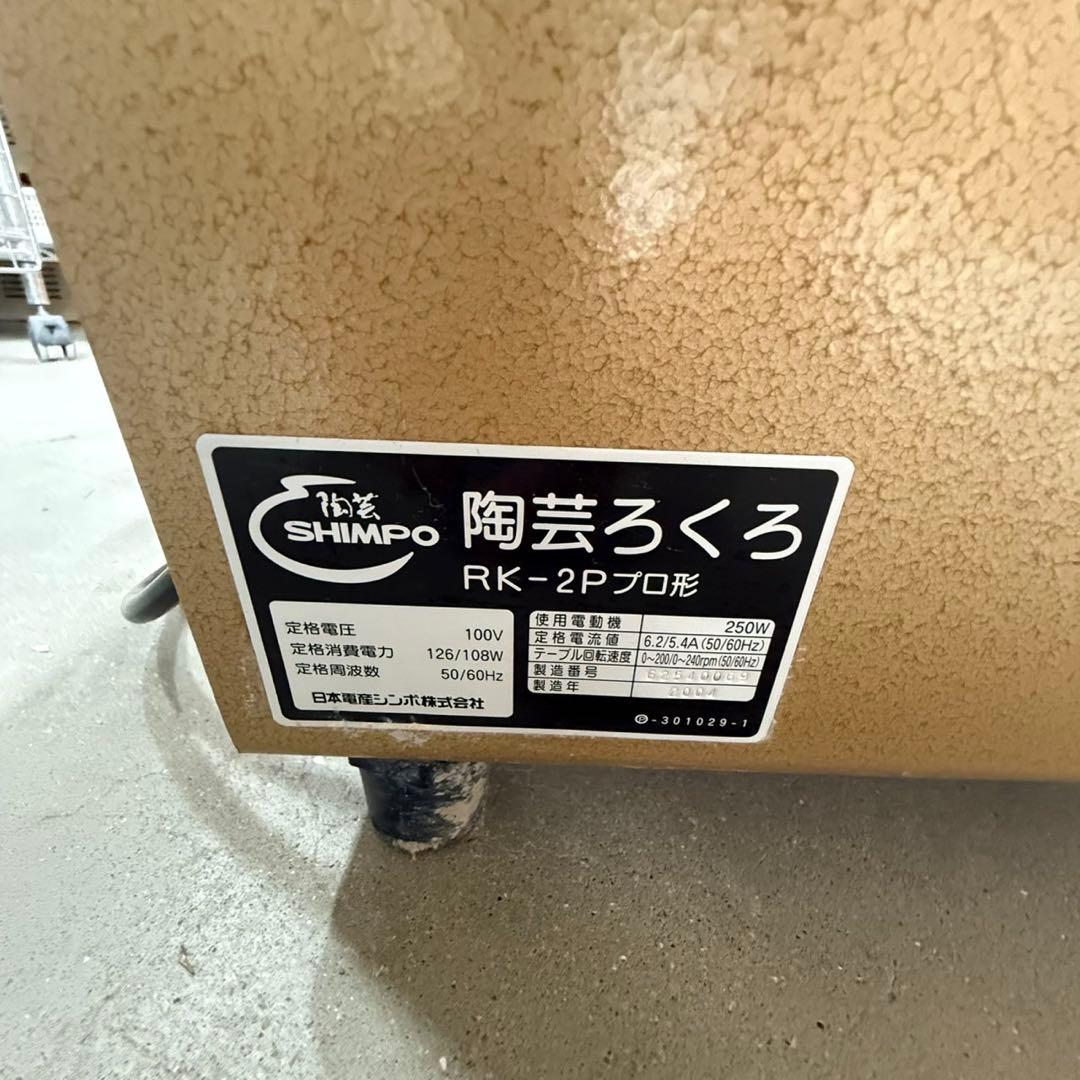 陶芸
SHIMPO
陶芸ろくろ
RK-2Pプロ形
定格電圧 100V
定格消費電力 126/108W
定格周波数 50/60Hz
日本電産シンポ株式会社
使用電動機 250W
定格電流値 6.2/5.4A(50/60Hz)
テーブル回転速度 0〜200/0〜240rpm(50/60Hz)
製造番号 62540069
製造年 2004
-301029-1